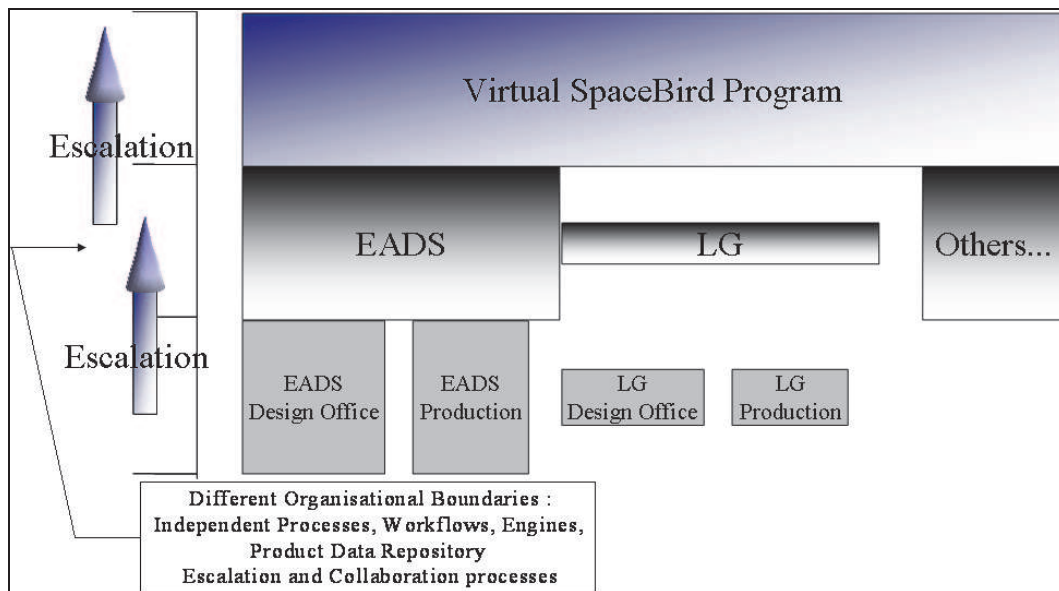 Virtual SpaceBird Program
Escalation
EADS
LG
Others...
Escalation
EADS
Design Office
EADS
Production
LG
Design Office
LG
Production
Different Organisational Boundaries :
Independent Processes, Workflows, Engines,
Product Data Repository
Escalation and Collaboration processes